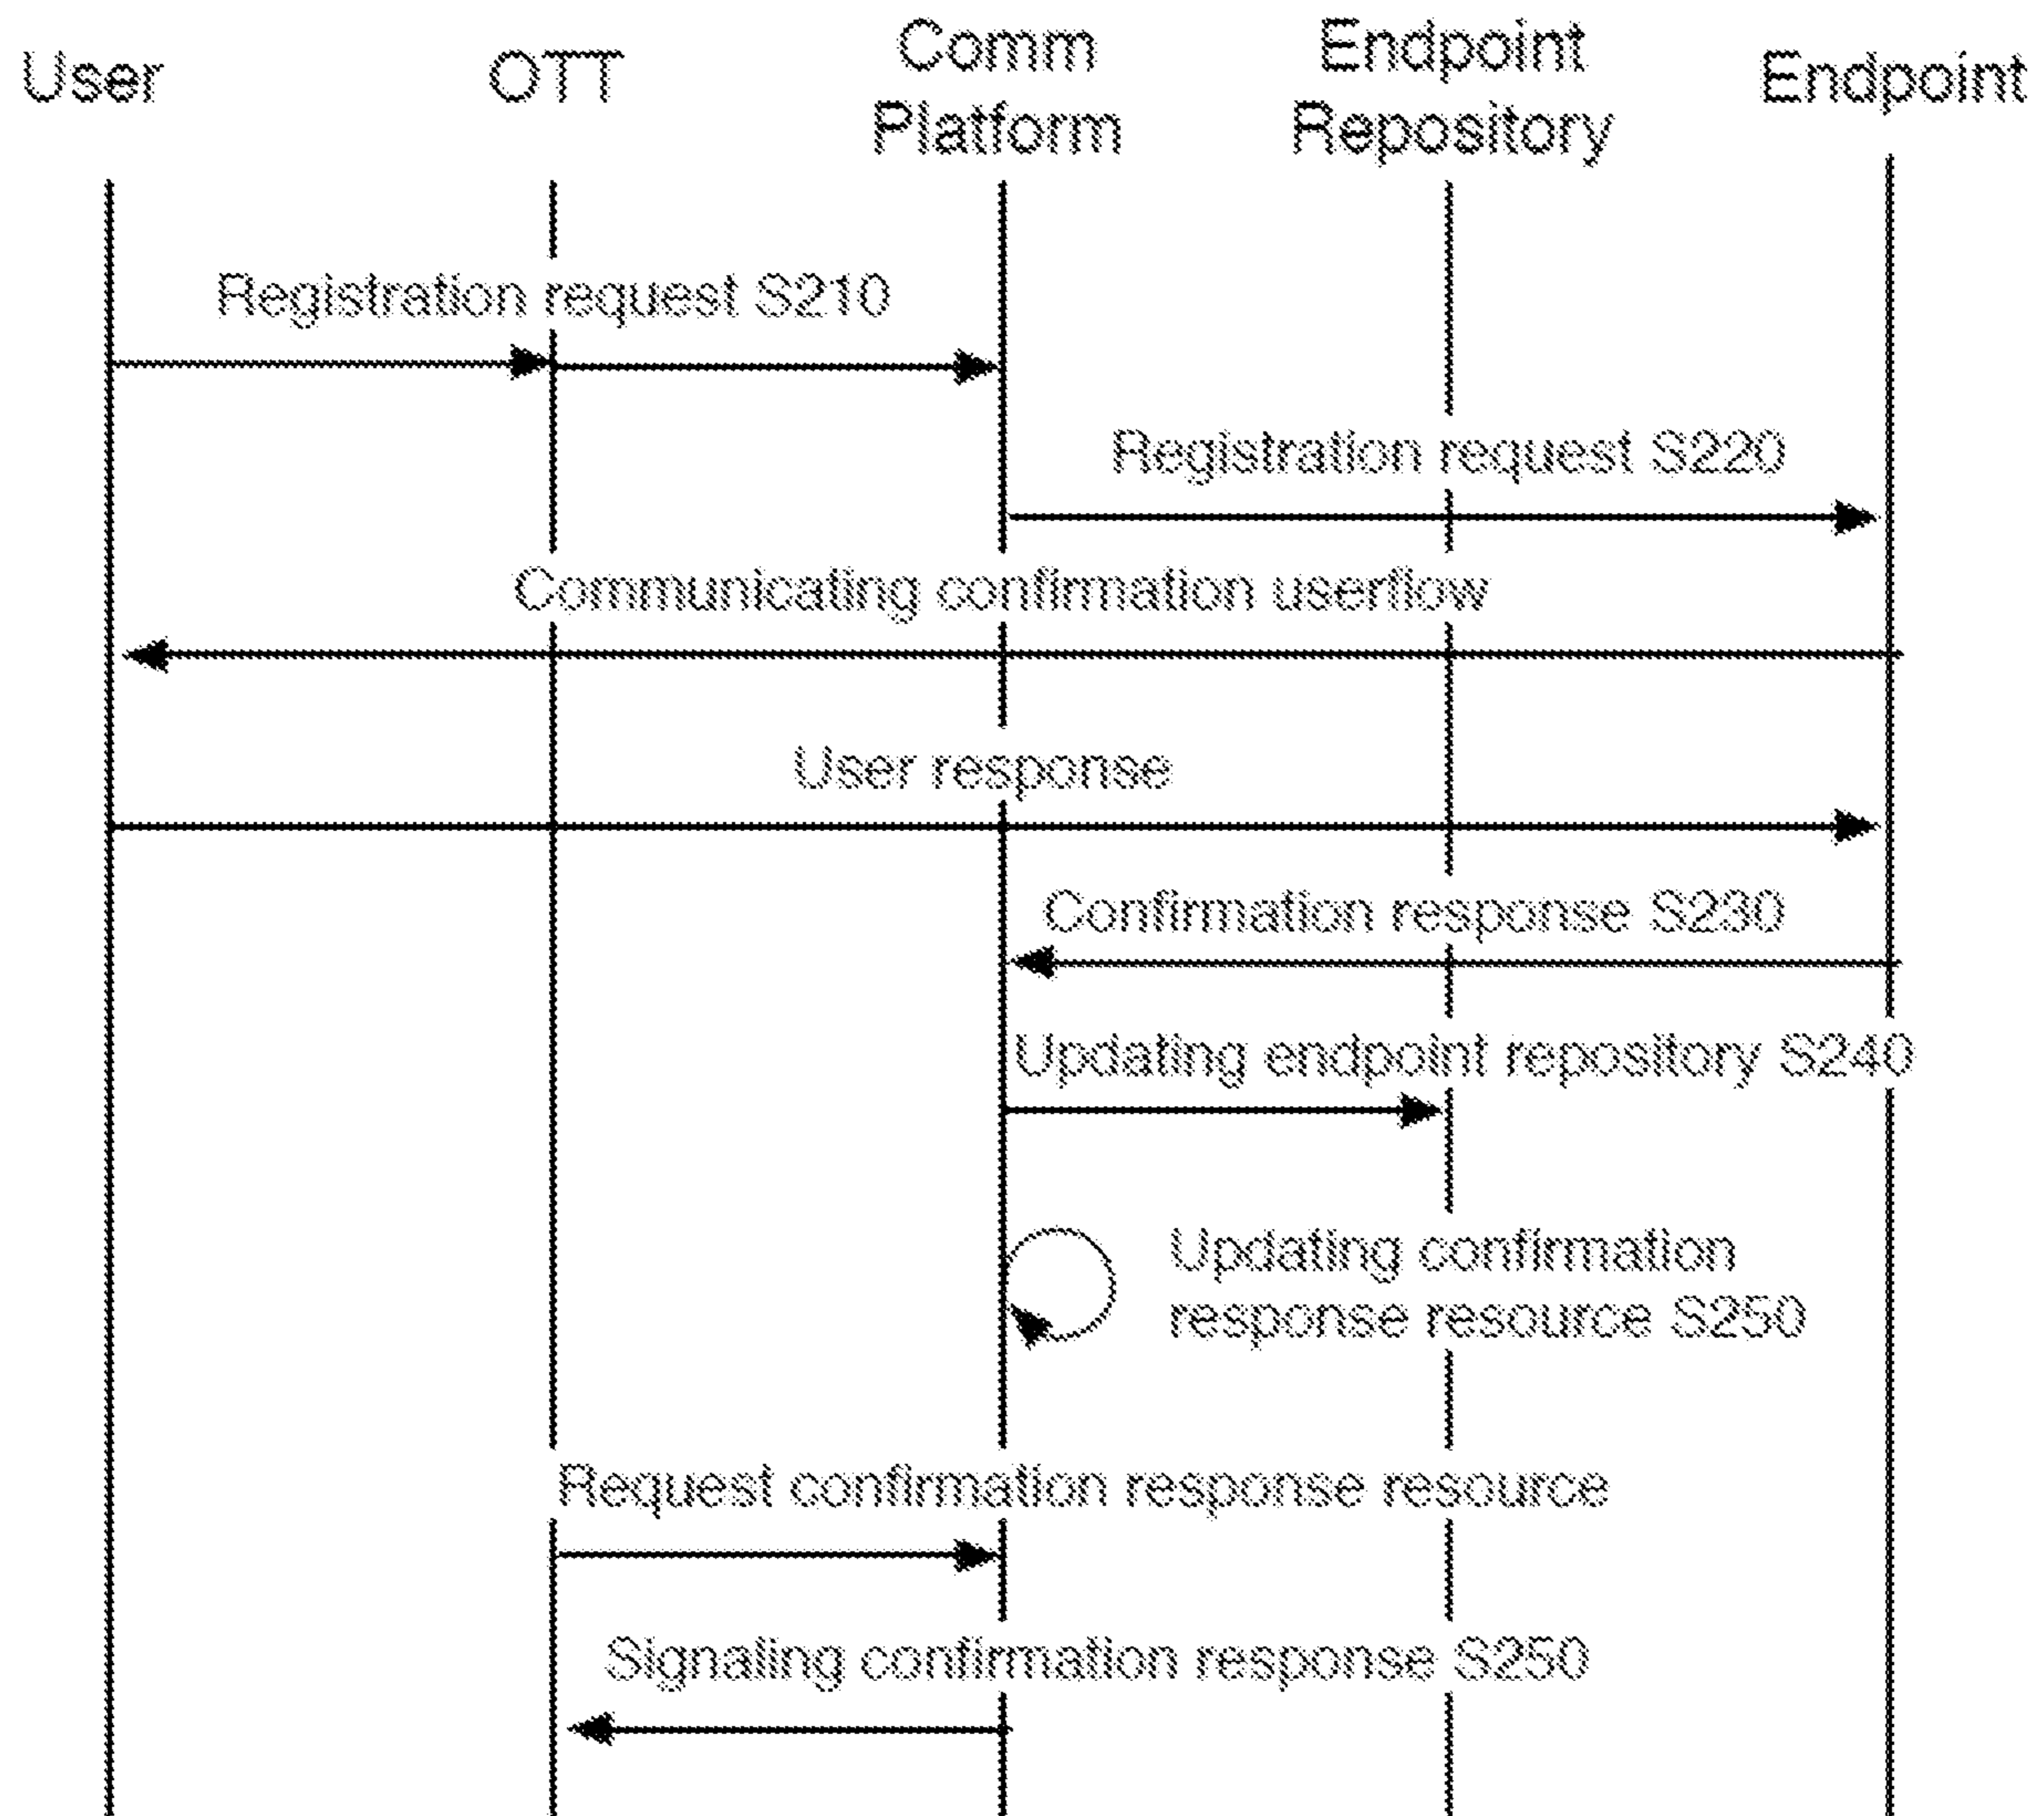 User
OTT
Comm
Platform
Endpoint
Repository
Endpoint
Registration request S210
Registration request S220
Communicating confirmation userflow
User response
Confirmation response S230
Updating endpoint repository S240
Updating confirmation
response resource S250
Request confirmation response resource
Signaling confirmation response S250